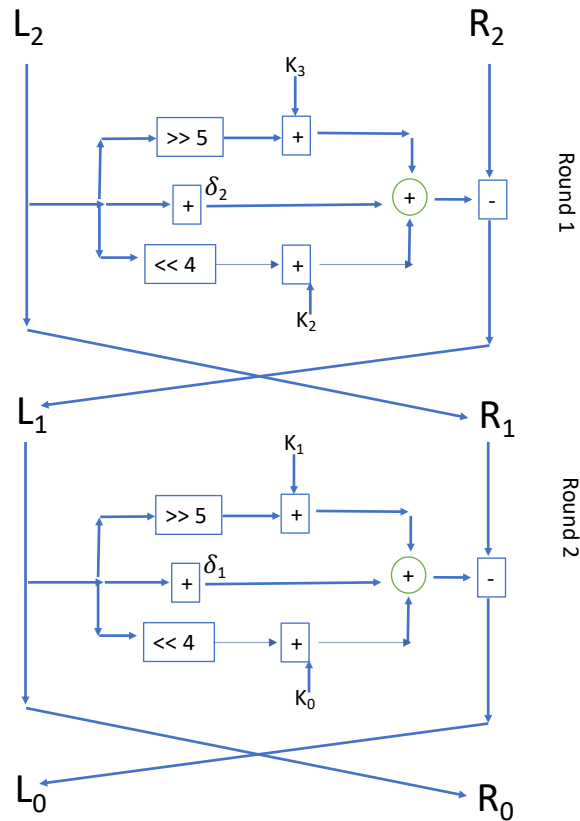 L₂ R₂
K₃
>> 5 +
Round 1
+ δ₂ + -
<< 4 +
K₂
L₁ R₁
K₁
>> 5 +
Round 2
+ δ₁ + -
<< 4 +
K₀
L₀ R₀